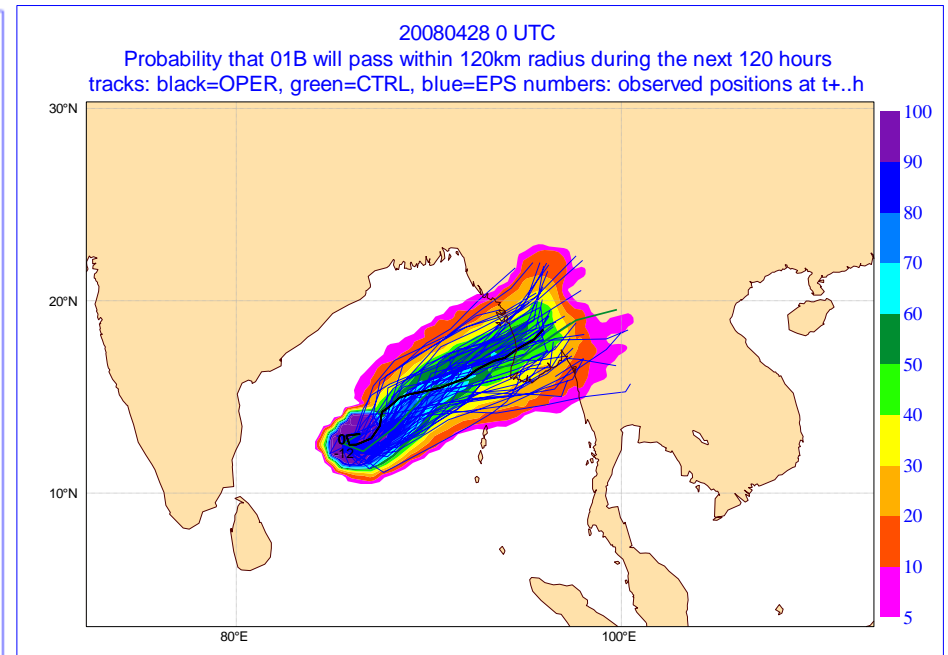 20080428 0 UTC
Probability that 01B will pass within 120km radius during the next 120 hours
tracks: black=OPER, green=CTRL, blue=EPS numbers: observed positions at t+..h
30°N
20°N
10°N
80°E
100°E
0
-12
100
90
80
70
60
50
40
30
20
10
5